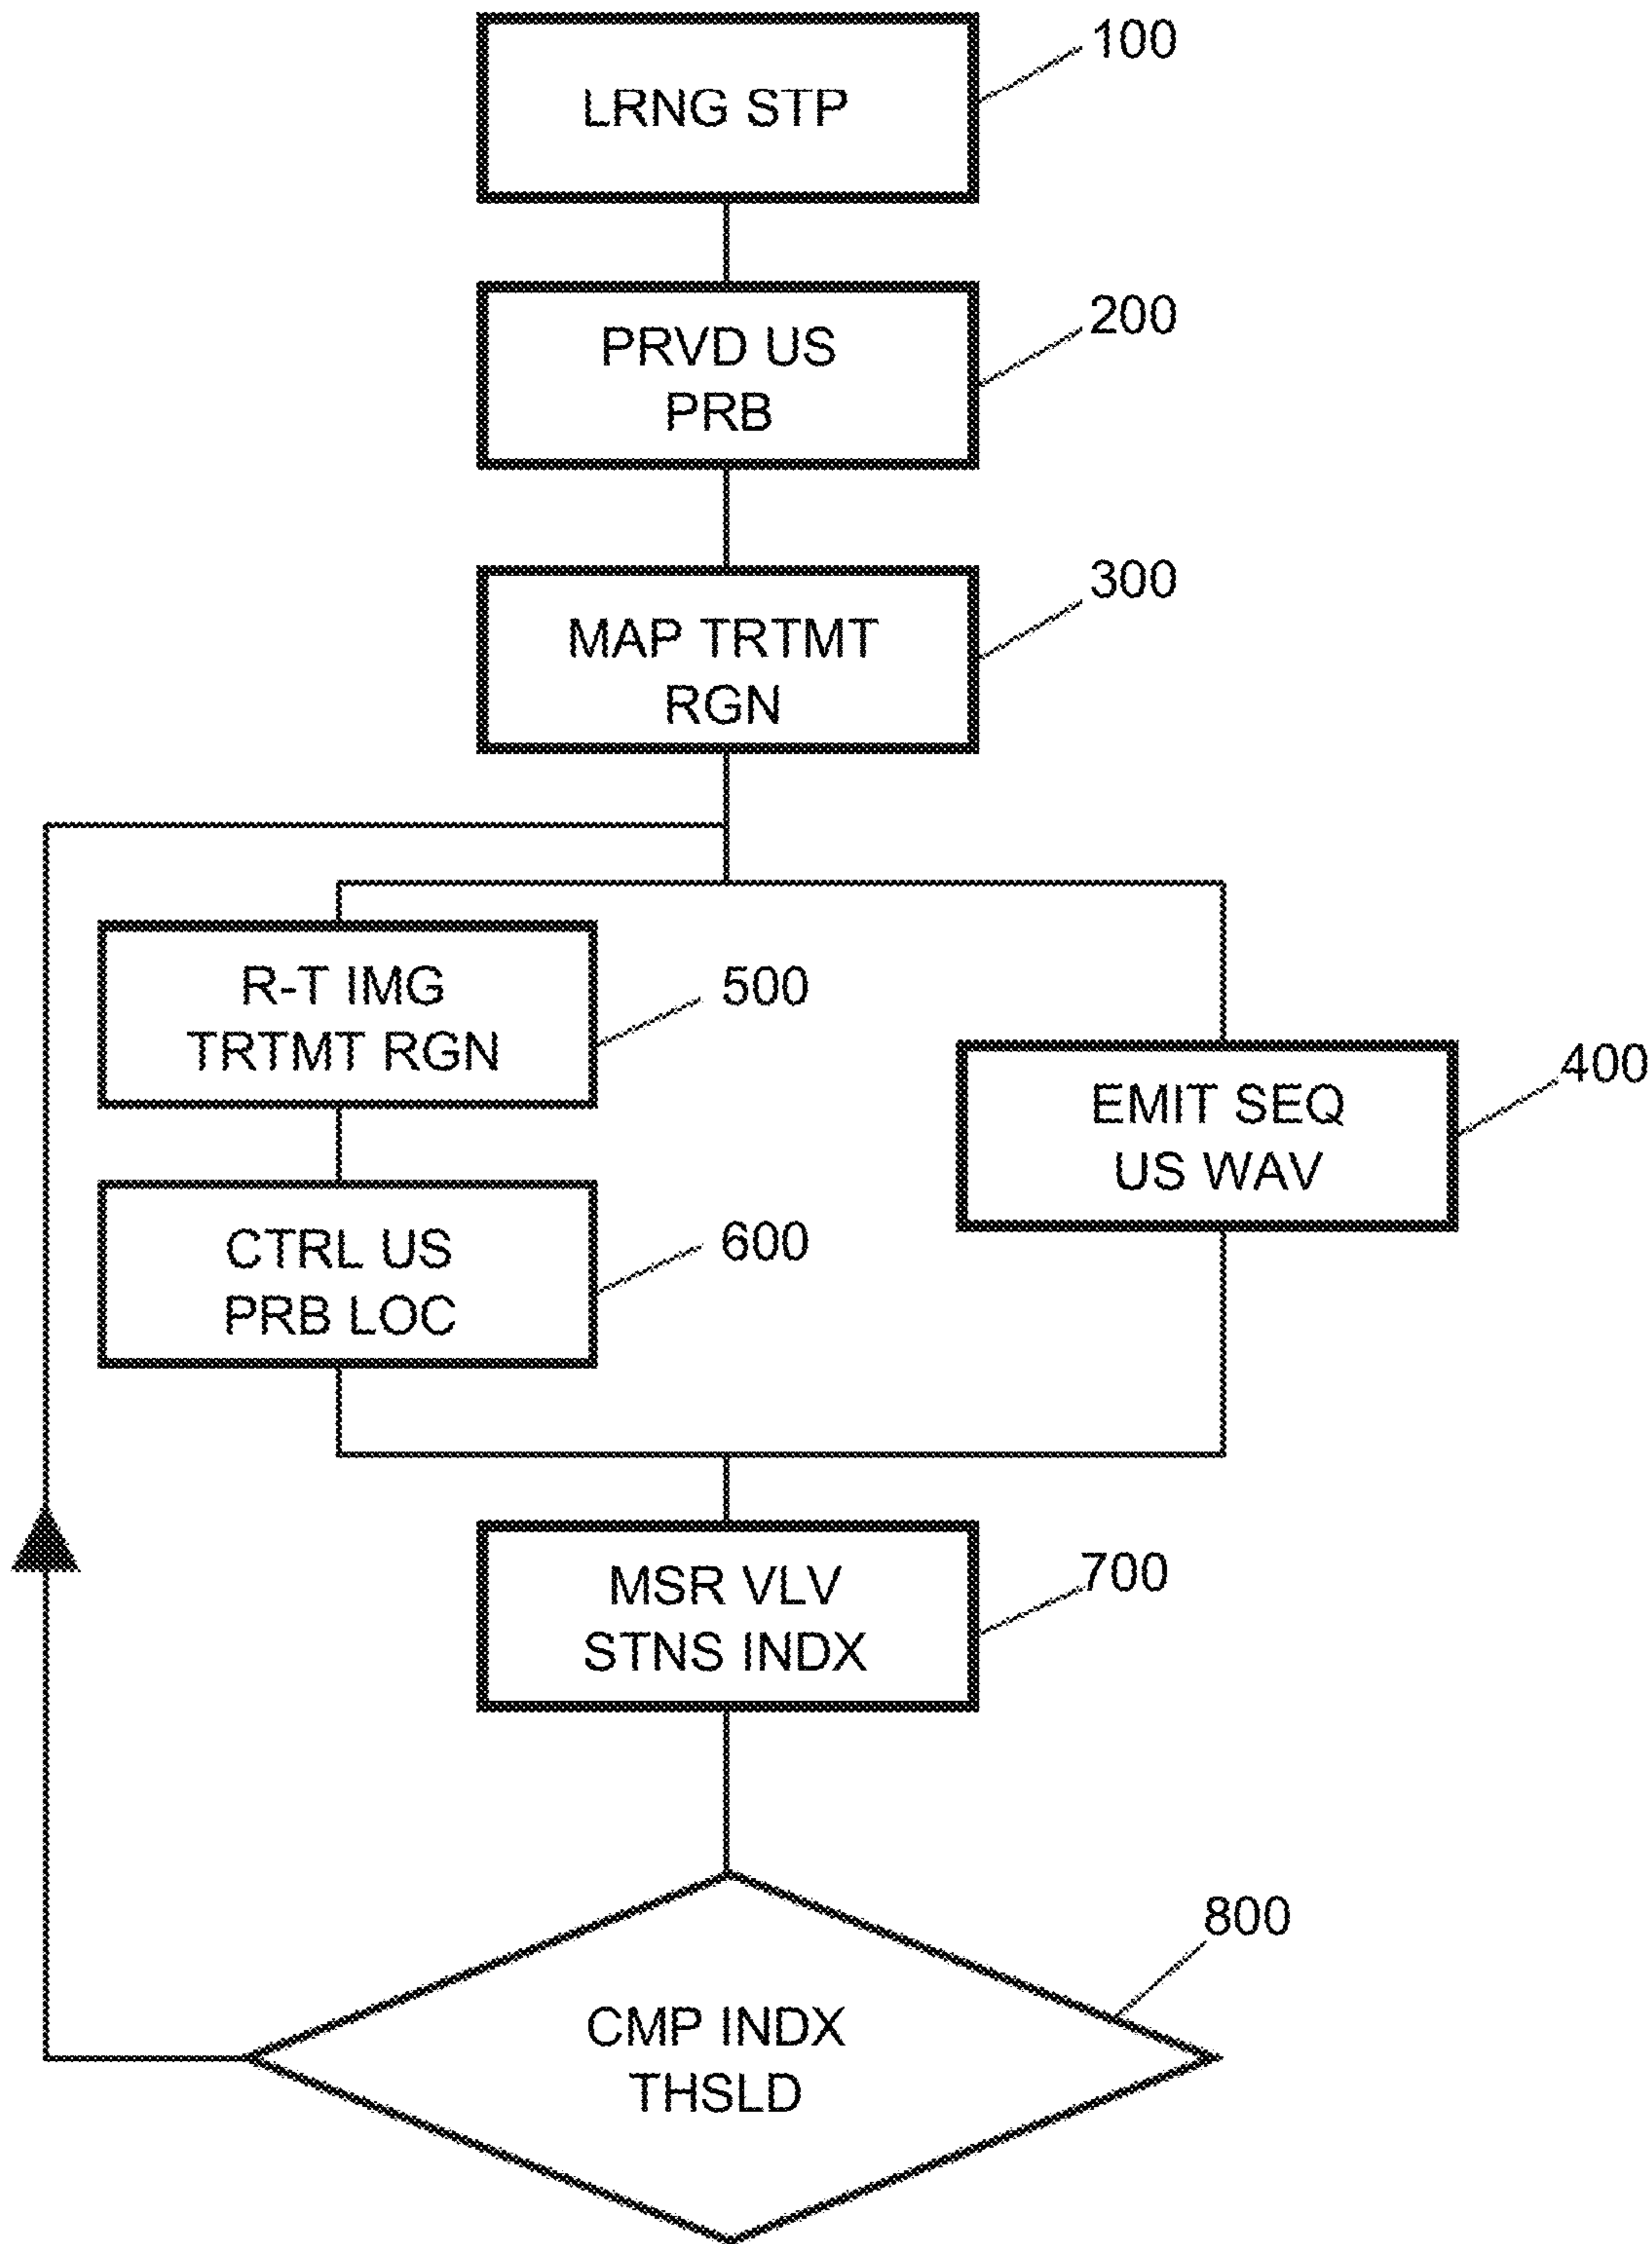 100
LRNG STP
200
PRVD US
PRB
300
MAP TRTMT
RGN
R-T IMG
TRTMT RGN
500
400
EMIT SEQ
US WAV
CTRL US
PRB LOC
600
MSR VLV
STNS INDX
700
800
CMP INDX
THSLD